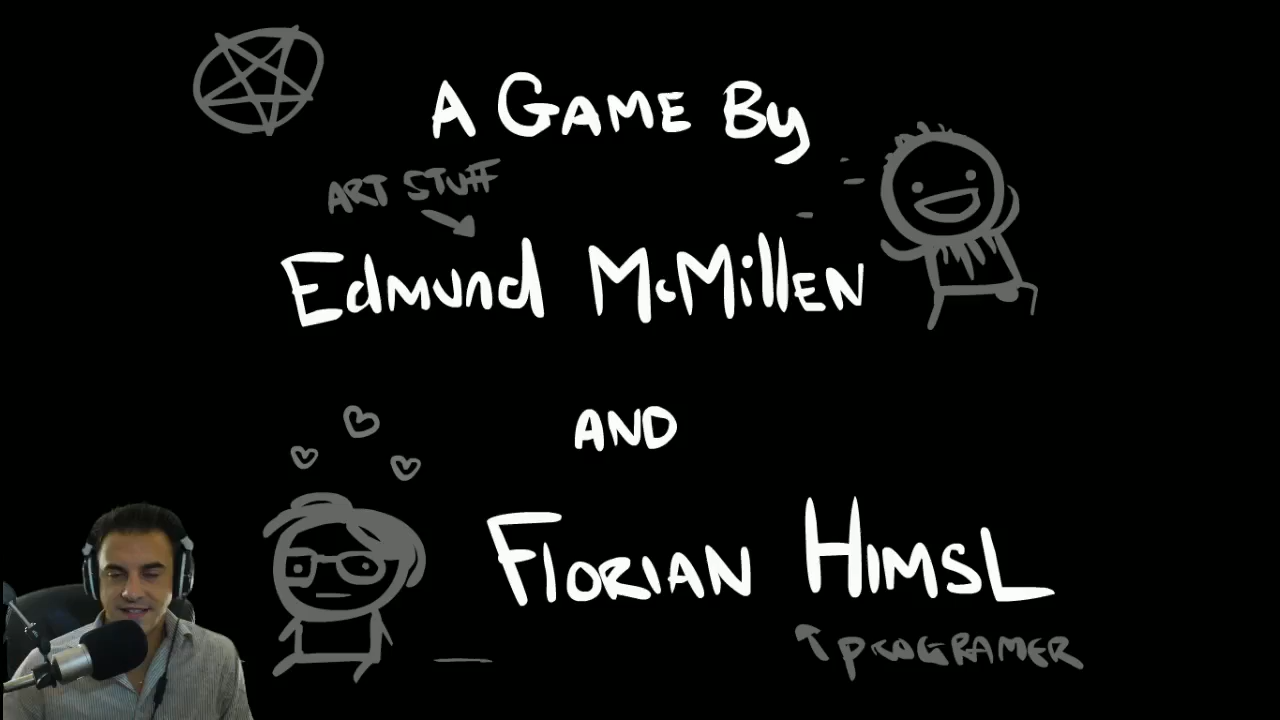 A GAME By
ART STUFF
Edmund McMillEN
AND
FlORIAN HIMSL
PROGRAMER